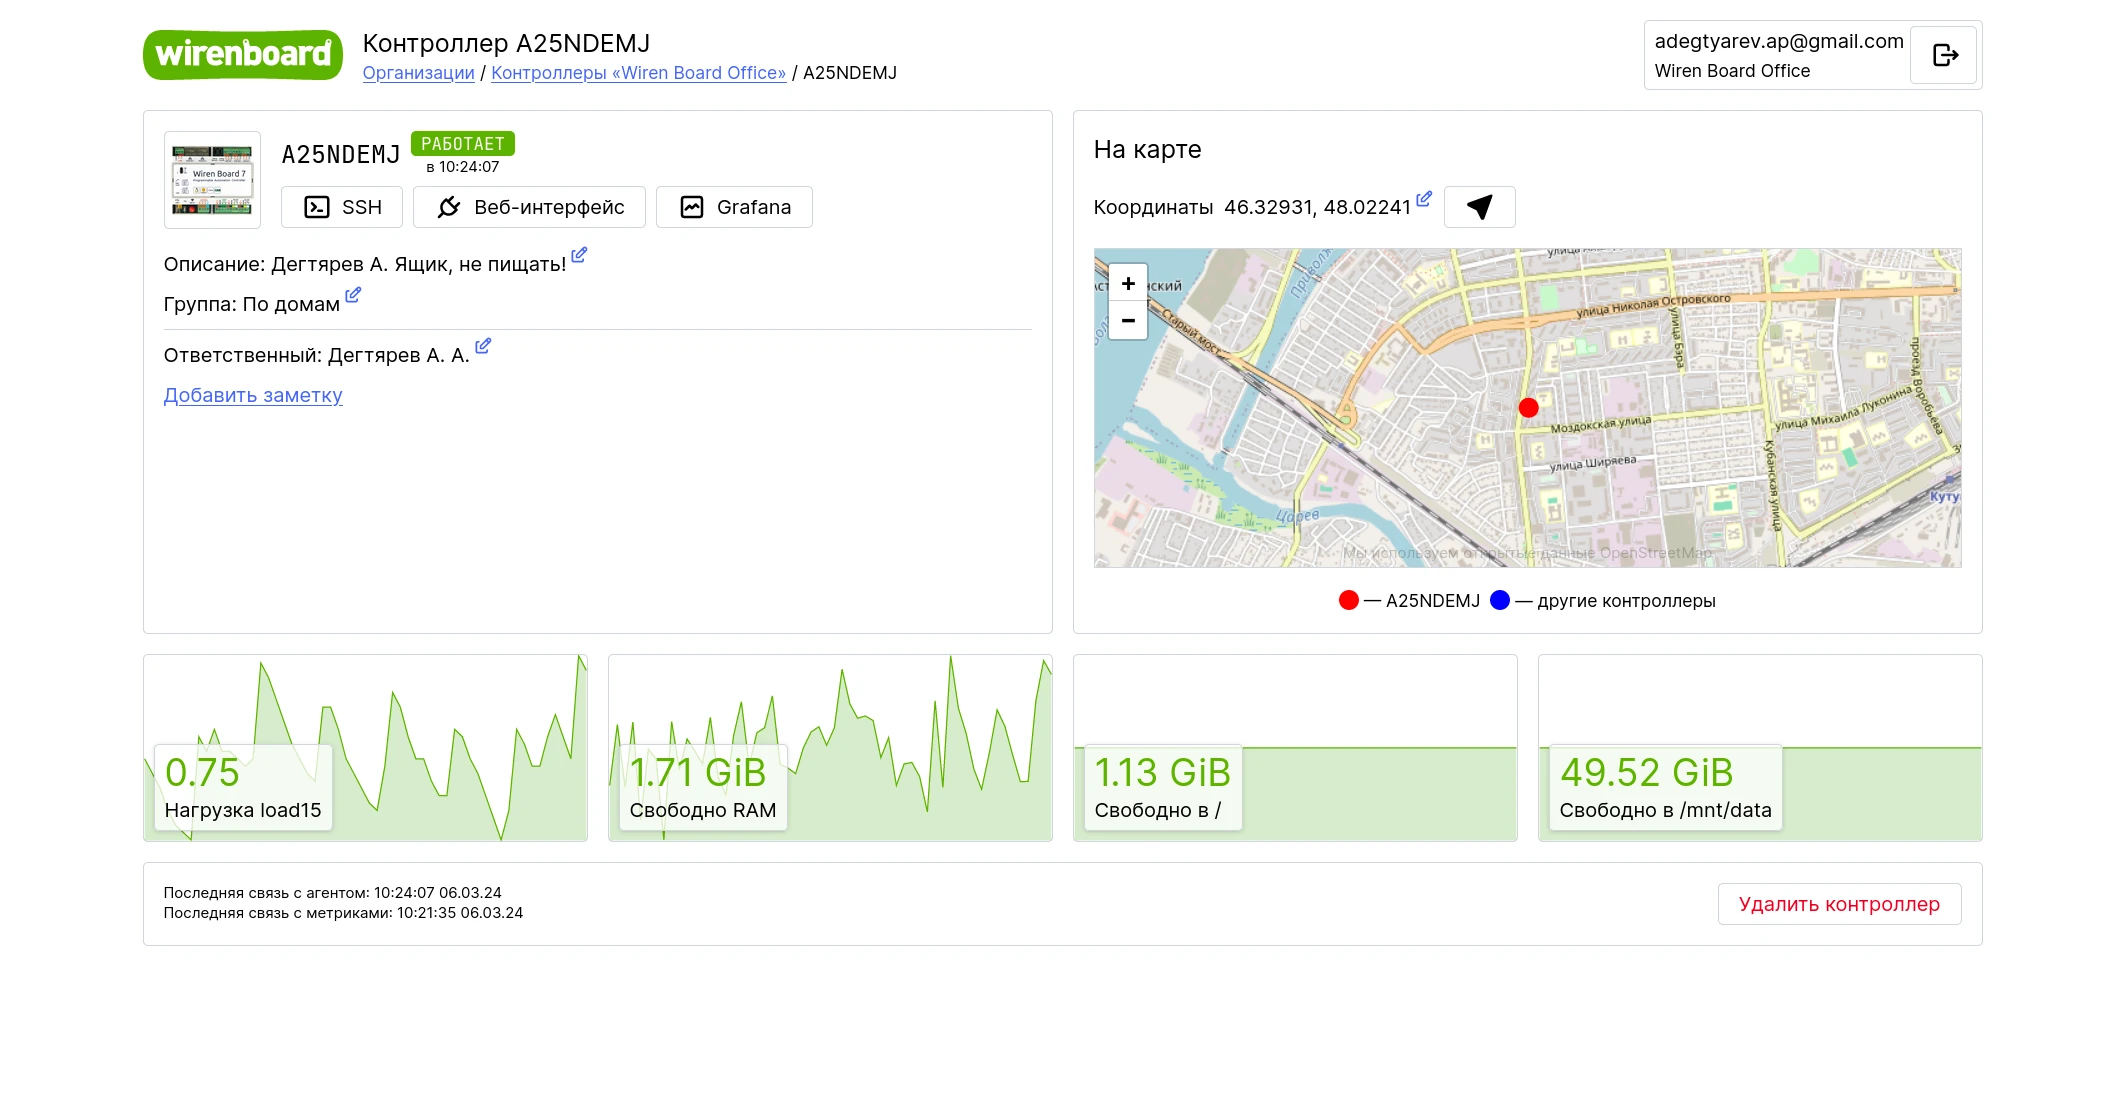 wirenboard
Контроллер A25NDEMJ
Организации / Контроллеры «Wiren Board Office» / A25NDEMJ
adegtyarev.ap@gmail.com
Wiren Board Office
Wiren Board 7
A25NDEMJ
РАБОТАЕТ
в 10:24:07
SSH
Веб-интерфейс
Grafana
Описание: Дегтярев А. Ящик, не пищать!
Группа: По домам
Ответственный: Дегтярев А. А.
Добавить заметку
На карте
Координаты 46.32931, 48.02241
+
−
Старый мост
улица Николая Островского
улица Бэра
проезд Воробьёва
Моздокская улица
улица Михаила Луконина
улица Ширяева
Кубанская улица
Царев
Мы используем открытые данные OpenStreetMap
— A25NDEMJ
— другие контроллеры
0.75
Нагрузка load15
1.71 GiB
Свободно RAM
1.13 GiB
Свободно в /
49.52 GiB
Свободно в /mnt/data
Последняя связь с агентом: 10:24:07 06.03.24
Последняя связь с метриками: 10:21:35 06.03.24
Удалить контроллер